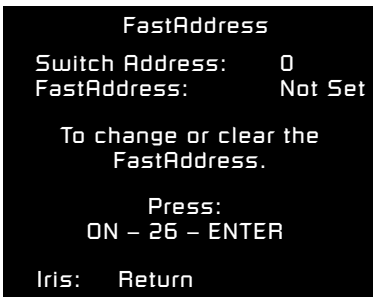 FastAddress
Switch Address: 0
FastAddress: Not Set
To change or clear the
FastAddress.
Press:
ON – 26 – ENTER
Iris: Return